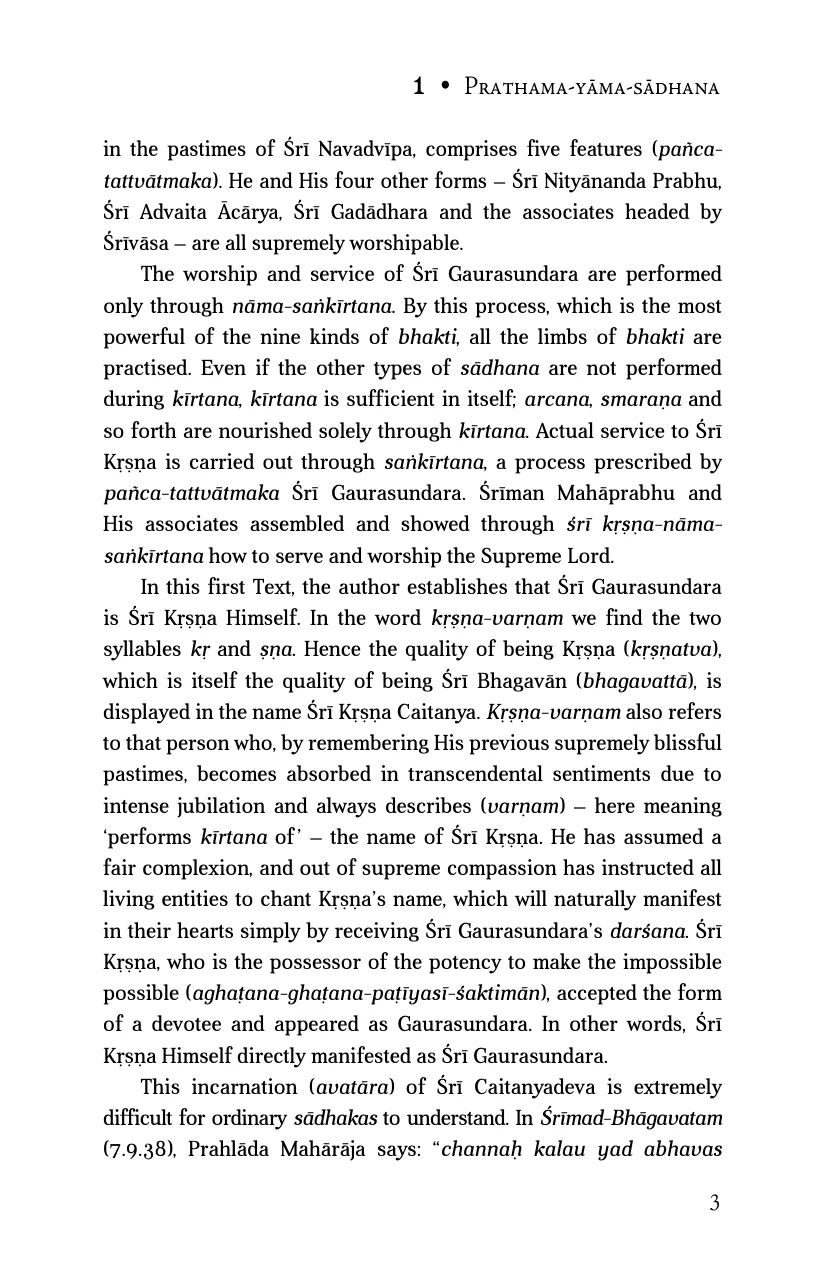 1 • Prathama-yāma-sādhana
in the pastimes of Śrī Navadvīpa, comprises five features (pañca-
tattvātmaka). He and His four other forms – Śrī Nityānanda Prabhu,
Śrī Advaita Ācārya, Śrī Gadādhara and the associates headed by
Śrīvāsa – are all supremely worshipable.
The worship and service of Śrī Gaurasundara are performed
only through nāma-saṅkīrtana. By this process, which is the most
powerful of the nine kinds of bhakti, all the limbs of bhakti are
practised. Even if the other types of sādhana are not performed
during kīrtana, kīrtana is sufficient in itself; arcana, smaraṇa and
so forth are nourished solely through kīrtana. Actual service to Śrī
Kṛṣṇa is carried out through saṅkīrtana, a process prescribed by
pañca-tattvātmaka Śrī Gaurasundara. Śrīman Mahāprabhu and
His associates assembled and showed through śrī kṛṣṇa-nāma-
saṅkīrtana how to serve and worship the Supreme Lord.
In this first Text, the author establishes that Śrī Gaurasundara
is Śrī Kṛṣṇa Himself. In the word kṛṣṇa-varṇam we find the two
syllables kṛ and ṣṇa. Hence the quality of being Kṛṣṇa (kṛṣṇatva),
which is itself the quality of being Śrī Bhagavān (bhagavattā), is
displayed in the name Śrī Kṛṣṇa Caitanya. Kṛṣṇa-varṇam also refers
to that person who, by remembering His previous supremely blissful
pastimes, becomes absorbed in transcendental sentiments due to
intense jubilation and always describes (varṇam) – here meaning
‘performs kīrtana of’ – the name of Śrī Kṛṣṇa. He has assumed a
fair complexion, and out of supreme compassion has instructed all
living entities to chant Kṛṣṇa’s name, which will naturally manifest
in their hearts simply by receiving Śrī Gaurasundara’s darśana. Śrī
Kṛṣṇa, who is the possessor of the potency to make the impossible
possible (aghaṭana-ghaṭana-paṭīyasī-śaktimān), accepted the form
of a devotee and appeared as Gaurasundara. In other words, Śrī
Kṛṣṇa Himself directly manifested as Śrī Gaurasundara.
This incarnation (avatāra) of Śrī Caitanyadeva is extremely
difficult for ordinary sādhakas to understand. In Śrīmad-Bhāgavatam
(7.9.38), Prahlāda Mahārāja says: “channaḥ kalau yad abhavas
3